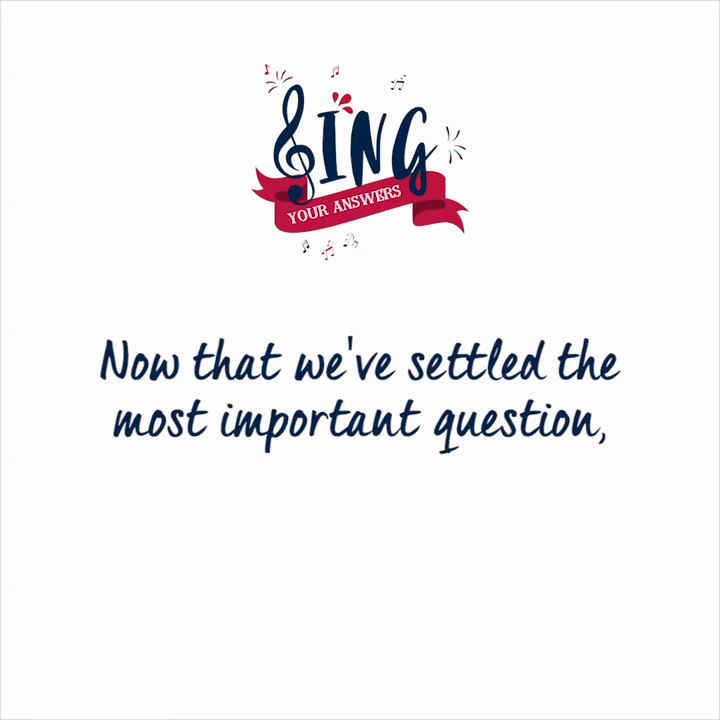 SING
YOUR ANSWERS
Now that we've settled the
most important question,